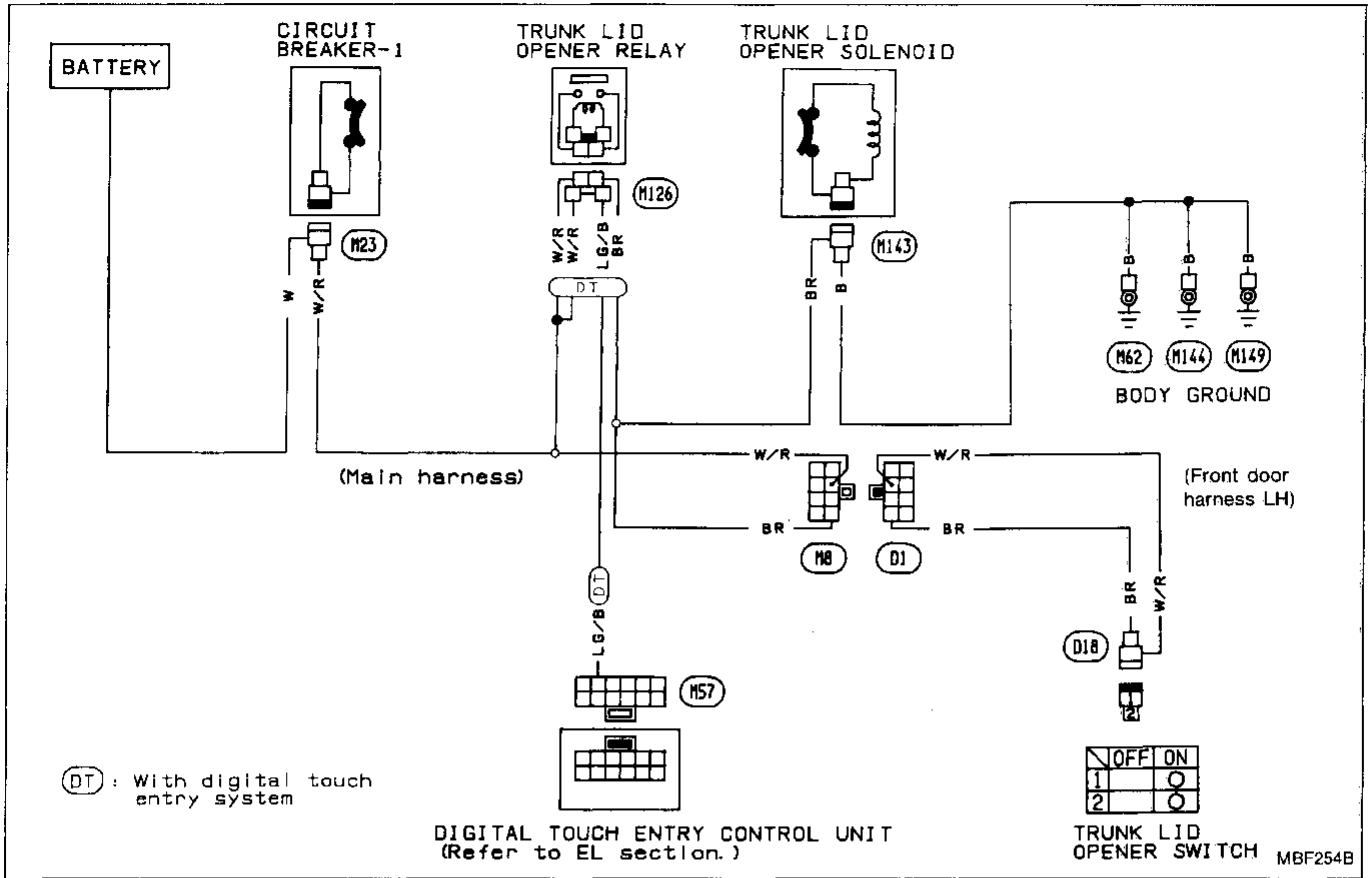 BATTERY
CIRCUIT
BREAKER-1
TRUNK LID
OPENER RELAY
TRUNK LID
OPENER SOLENOID
M23
W
W/R
M126
W/R
W/R
LG/B
BR
DT
M143
BR
B
B
B
B
M62
M144
M149
BODY GROUND
(Main harness)
W/R
W/R
(Front door
harness LH)
BR
BR
M8
D1
BR
W/R
D18
DT
LG/B
M57
2
OFF ON
1
2
TRUNK LID
OPENER SWITCH
DT : With digital touch
entry system
DIGITAL TOUCH ENTRY CONTROL UNIT
(Refer to EL section.)
MBF254B